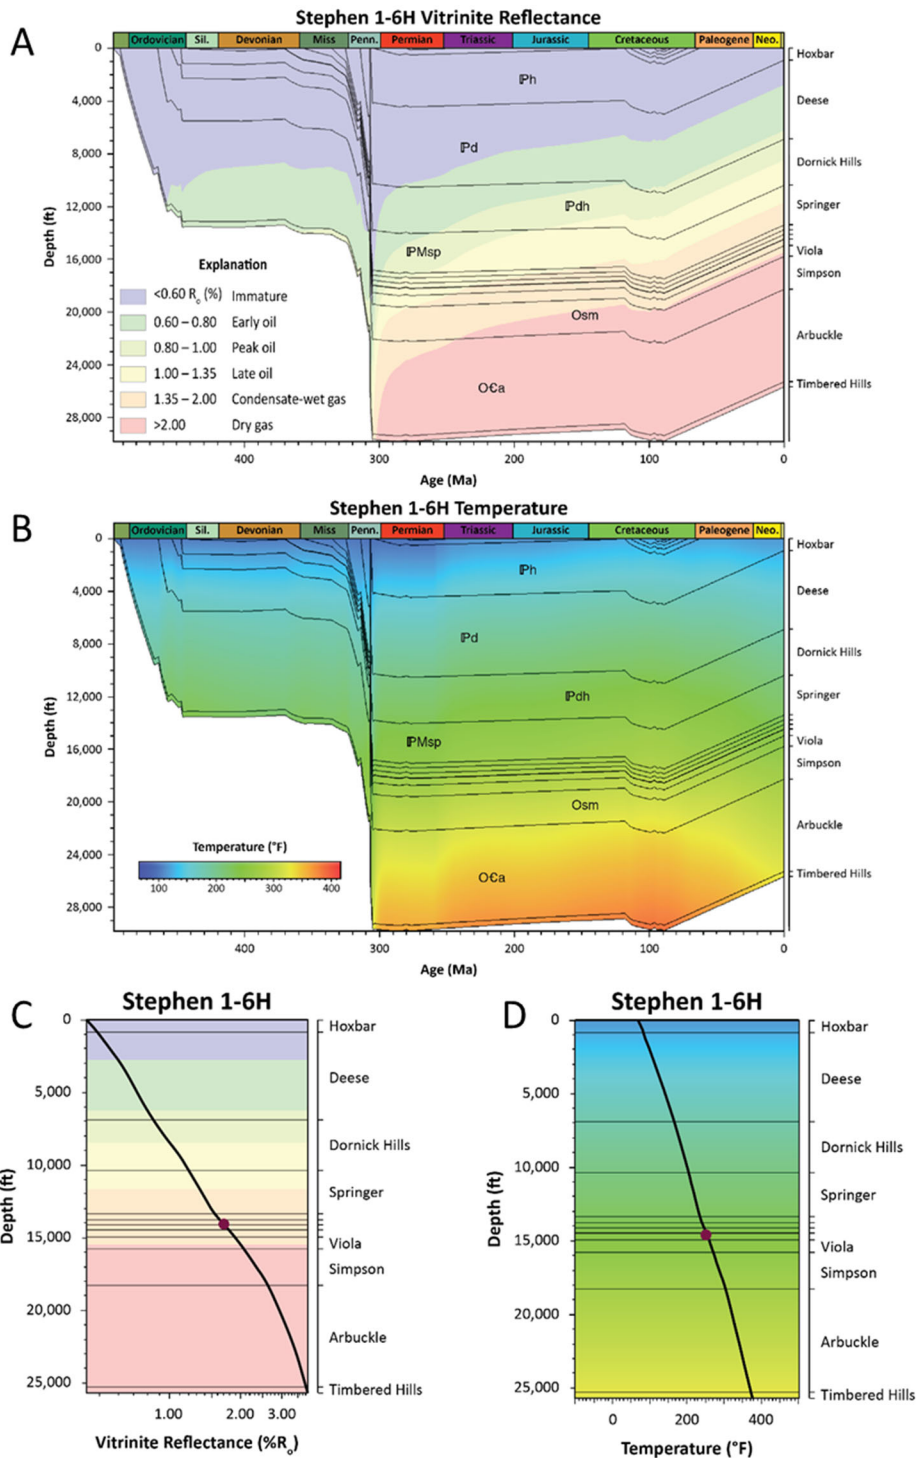 Stephen 1-6H Vitrinite Reflectance
A
Ordovician Sil. Devonian Miss Penn. Permian Triassic Jurassic Cretaceous Paleogene Neo.
0
4,000
8,000
12,000
16,000
20,000
24,000
28,000
Depth (ft)
ℙh
ℙd
ℙdh
ℙMsp
Osm
OЄa
Explanation
<0.60 Ro (%) Immature
0.60 – 0.80 Early oil
0.80 – 1.00 Peak oil
1.00 – 1.35 Late oil
1.35 – 2.00 Condensate-wet gas
>2.00 Dry gas
Hoxbar
Deese
Dornick Hills
Springer
Viola
Simpson
Arbuckle
Timbered Hills
400 300 200 100 0
Age (Ma)
Stephen 1-6H Temperature
B
Ordovician Sil. Devonian Miss Penn. Permian Triassic Jurassic Cretaceous Paleogene Neo.
0
4,000
8,000
12,000
16,000
20,000
24,000
28,000
Depth (ft)
ℙh
ℙd
ℙdh
ℙMsp
Osm
OЄa
Temperature (°F)
100 200 300 400
Hoxbar
Deese
Dornick Hills
Springer
Viola
Simpson
Arbuckle
Timbered Hills
400 300 200 100 0
Age (Ma)
C
Stephen 1-6H
0
5,000
10,000
15,000
20,000
25,000
Depth (ft)
Hoxbar
Deese
Dornick Hills
Springer
Viola
Simpson
Arbuckle
Timbered Hills
1.00 2.00 3.00
Vitrinite Reflectance (%Ro)
D
Stephen 1-6H
0
5,000
10,000
15,000
20,000
25,000
Depth (ft)
Hoxbar
Deese
Dornick Hills
Springer
Viola
Simpson
Arbuckle
Timbered Hills
0 200 400
Temperature (°F)